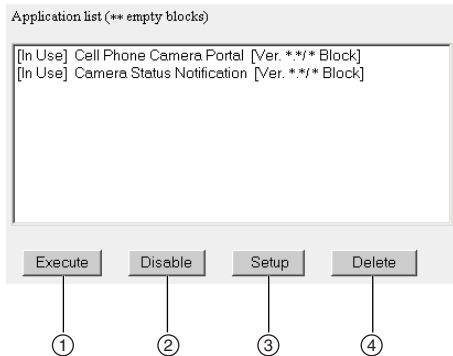 Application list (** empty blocks)
[In Use] Cell Phone Camera Portal [Ver. *.*/* Block]
[In Use] Camera Status Notification [Ver. *.*/* Block]
Execute Disable Setup Delete
① ② ③ ④